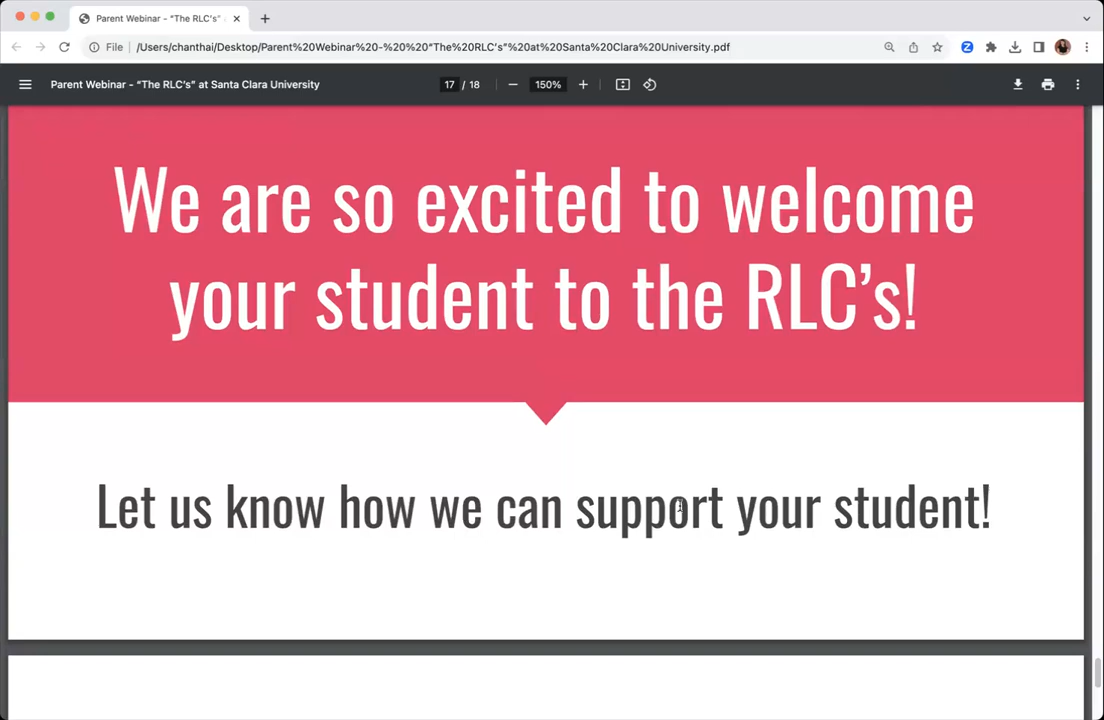 Parent Webinar - “The RLC’s”
File
/Users/chanthai/Desktop/Parent%20Webinar%20-%20%20“The%20RLC’s”%20at%20Santa%20Clara%20University.pdf
Parent Webinar - “The RLC’s” at Santa Clara University
17 / 18
150%
We are so excited to welcome
your student to the RLC’s!
Let us know how we can support your student!